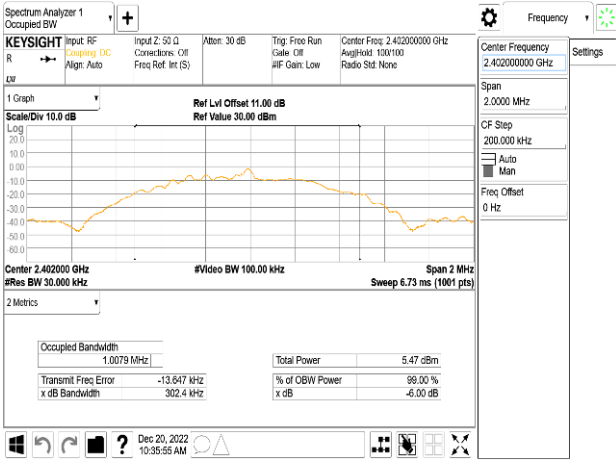 Spectrum Analyzer 1
Occupied BW
+
KEYSIGHT
R
Input: RF
Coupling: DC
Align: Auto
Input Z: 50 Ω
Corrections: Off
Freq Ref: Int (S)
Atten: 30 dB
Trig: Free Run
Gate: Off
#IF Gain: Low
Center Freq: 2.402000000 GHz
Avg|Hold: 100/100
Radio Std: None
1 Graph
Scale/Div 10.0 dB
Ref Lvl Offset 11.00 dB
Ref Value 30.00 dBm
Log
20.0
10.0
0.00
-10.0
-20.0
-30.0
-40.0
-50.0
-60.0
Center 2.402000 GHz
#Res BW 30.000 kHz
#Video BW 100.00 kHz
Span 2 MHz
Sweep 6.73 ms (1001 pts)
2 Metrics
Occupied Bandwidth
1.0079 MHz
Transmit Freq Error -13.647 kHz
x dB Bandwidth 302.4 kHz
Total Power 5.47 dBm
% of OBW Power 99.00 %
x dB -6.00 dB
?
Dec 20, 2022
10:35:55 AM
Frequency
Center Frequency
2.402000000 GHz
Settings
Span
2.0000 MHz
CF Step
200.000 kHz
Auto
Man
Freq Offset
0 Hz